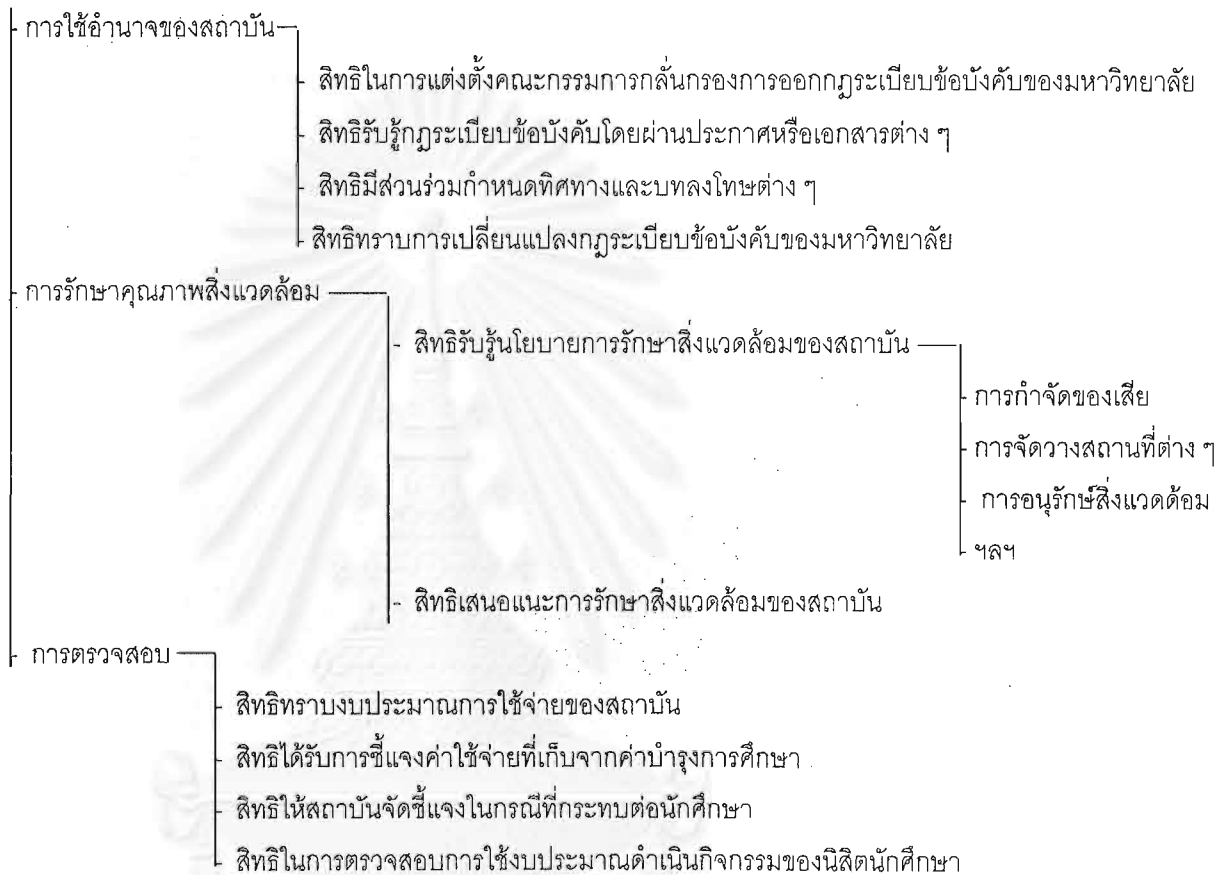 - การใช้อำนาจของสถาบัน
- สิทธิในการแต่งตั้งคณะกรรมการกลั่นกรองการออกกฎระเบียบข้อบังคับของมหาวิทยาลัย
- สิทธิรับรู้กฎระเบียบข้อบังคับโดยผ่านประกาศหรือเอกสารต่าง ๆ
- สิทธิมีส่วนร่วมกำหนดทิศทางและบทลงโทษต่าง ๆ
- สิทธิทราบการเปลี่ยนแปลงกฎระเบียบข้อบังคับของมหาวิทยาลัย
- การรักษาคุณภาพสิ่งแวดล้อม
- สิทธิรับรู้นโยบายการรักษาสิ่งแวดล้อมของสถาบัน
- การกำจัดของเสีย
- การจัดวางสถานที่ต่าง ๆ
- การอนุรักษ์สิ่งแวดด้อม
- ฯลฯ
- สิทธิเสนอแนะการรักษาสิ่งแวดล้อมของสถาบัน
- การตรวจสอบ
- สิทธิทราบงบประมาณการใช้จ่ายของสถาบัน
- สิทธิได้รับการชี้แจงค่าใช้จ่ายที่เก็บจากค่าบำรุงการศึกษา
- สิทธิให้สถาบันจัดชี้แจงในกรณีที่กระทบต่อนักศึกษา
- สิทธิในการตรวจสอบการใช้งบประมาณดำเนินกิจกรรมของนิสิตนักศึกษา